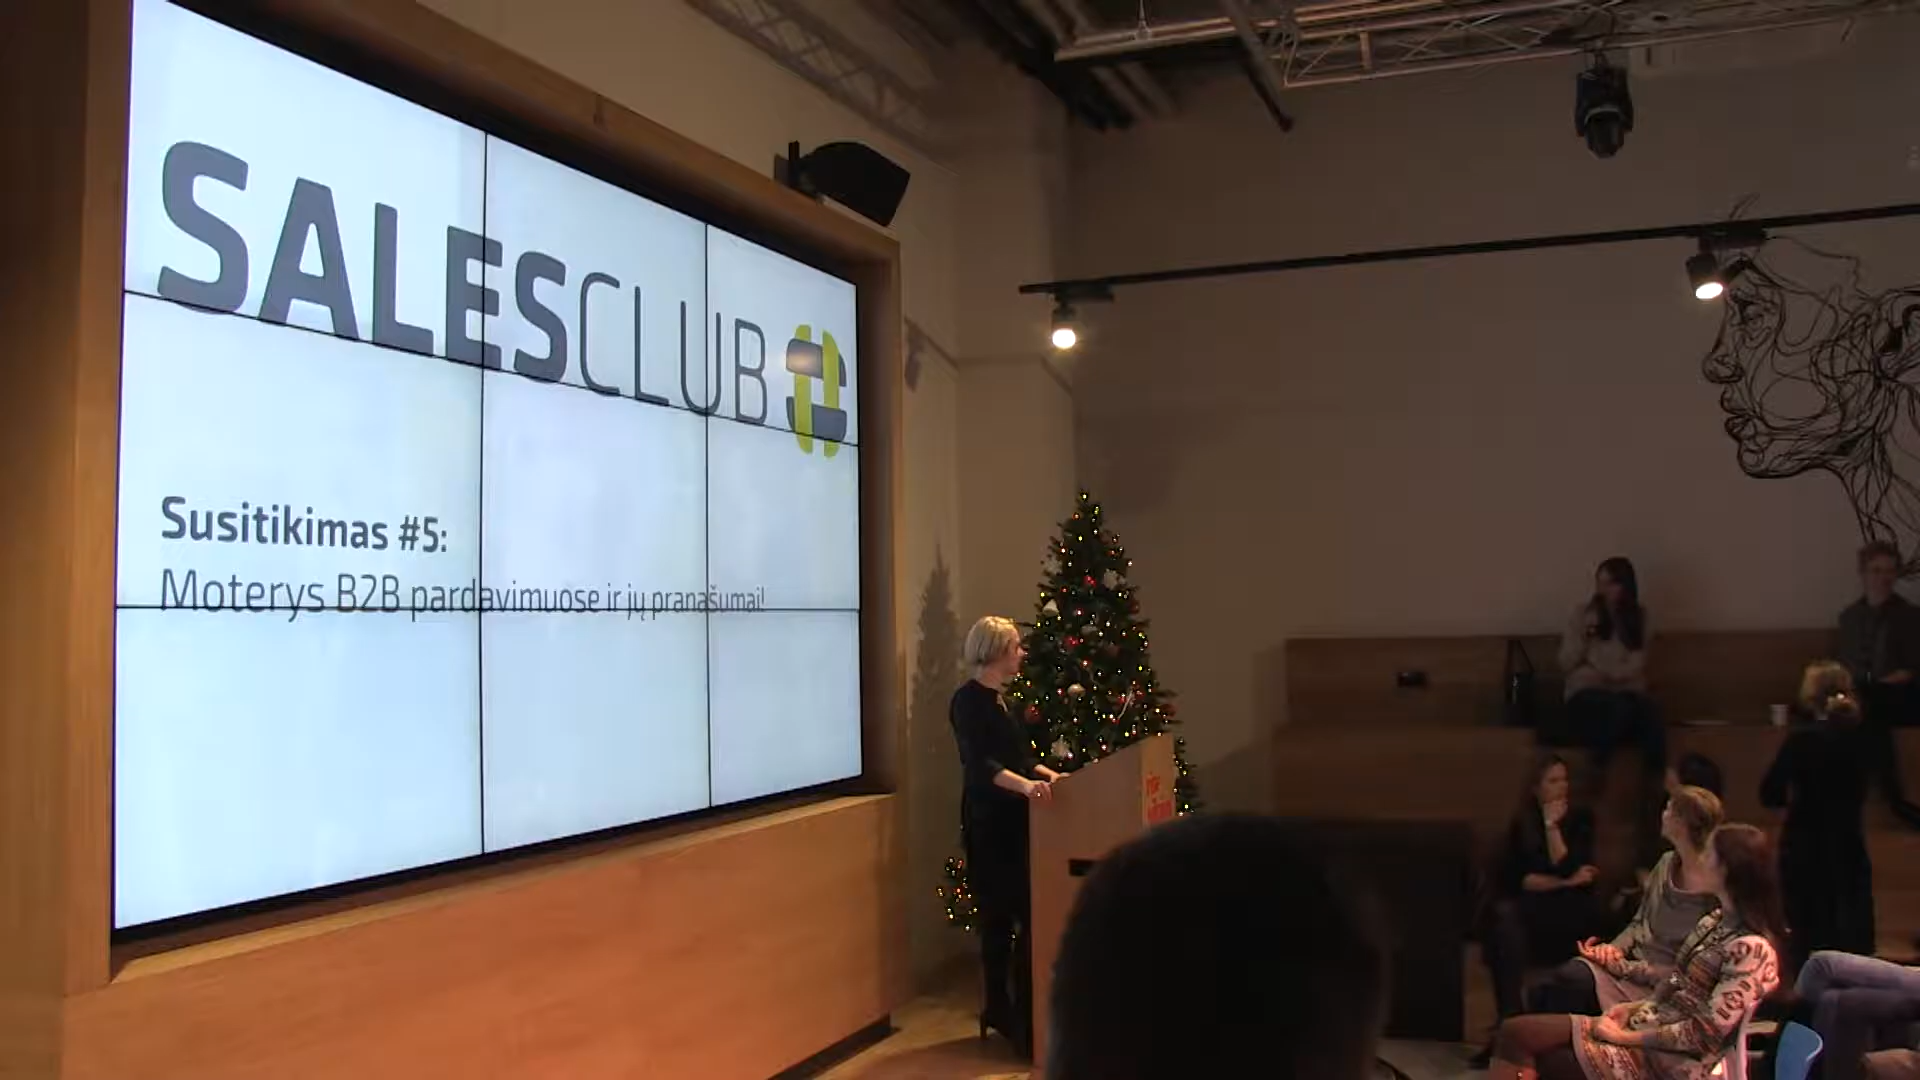 SALESCLUB
Susitikimas #5:
Moterys B2B pardavimuose ir jų pranašumai!